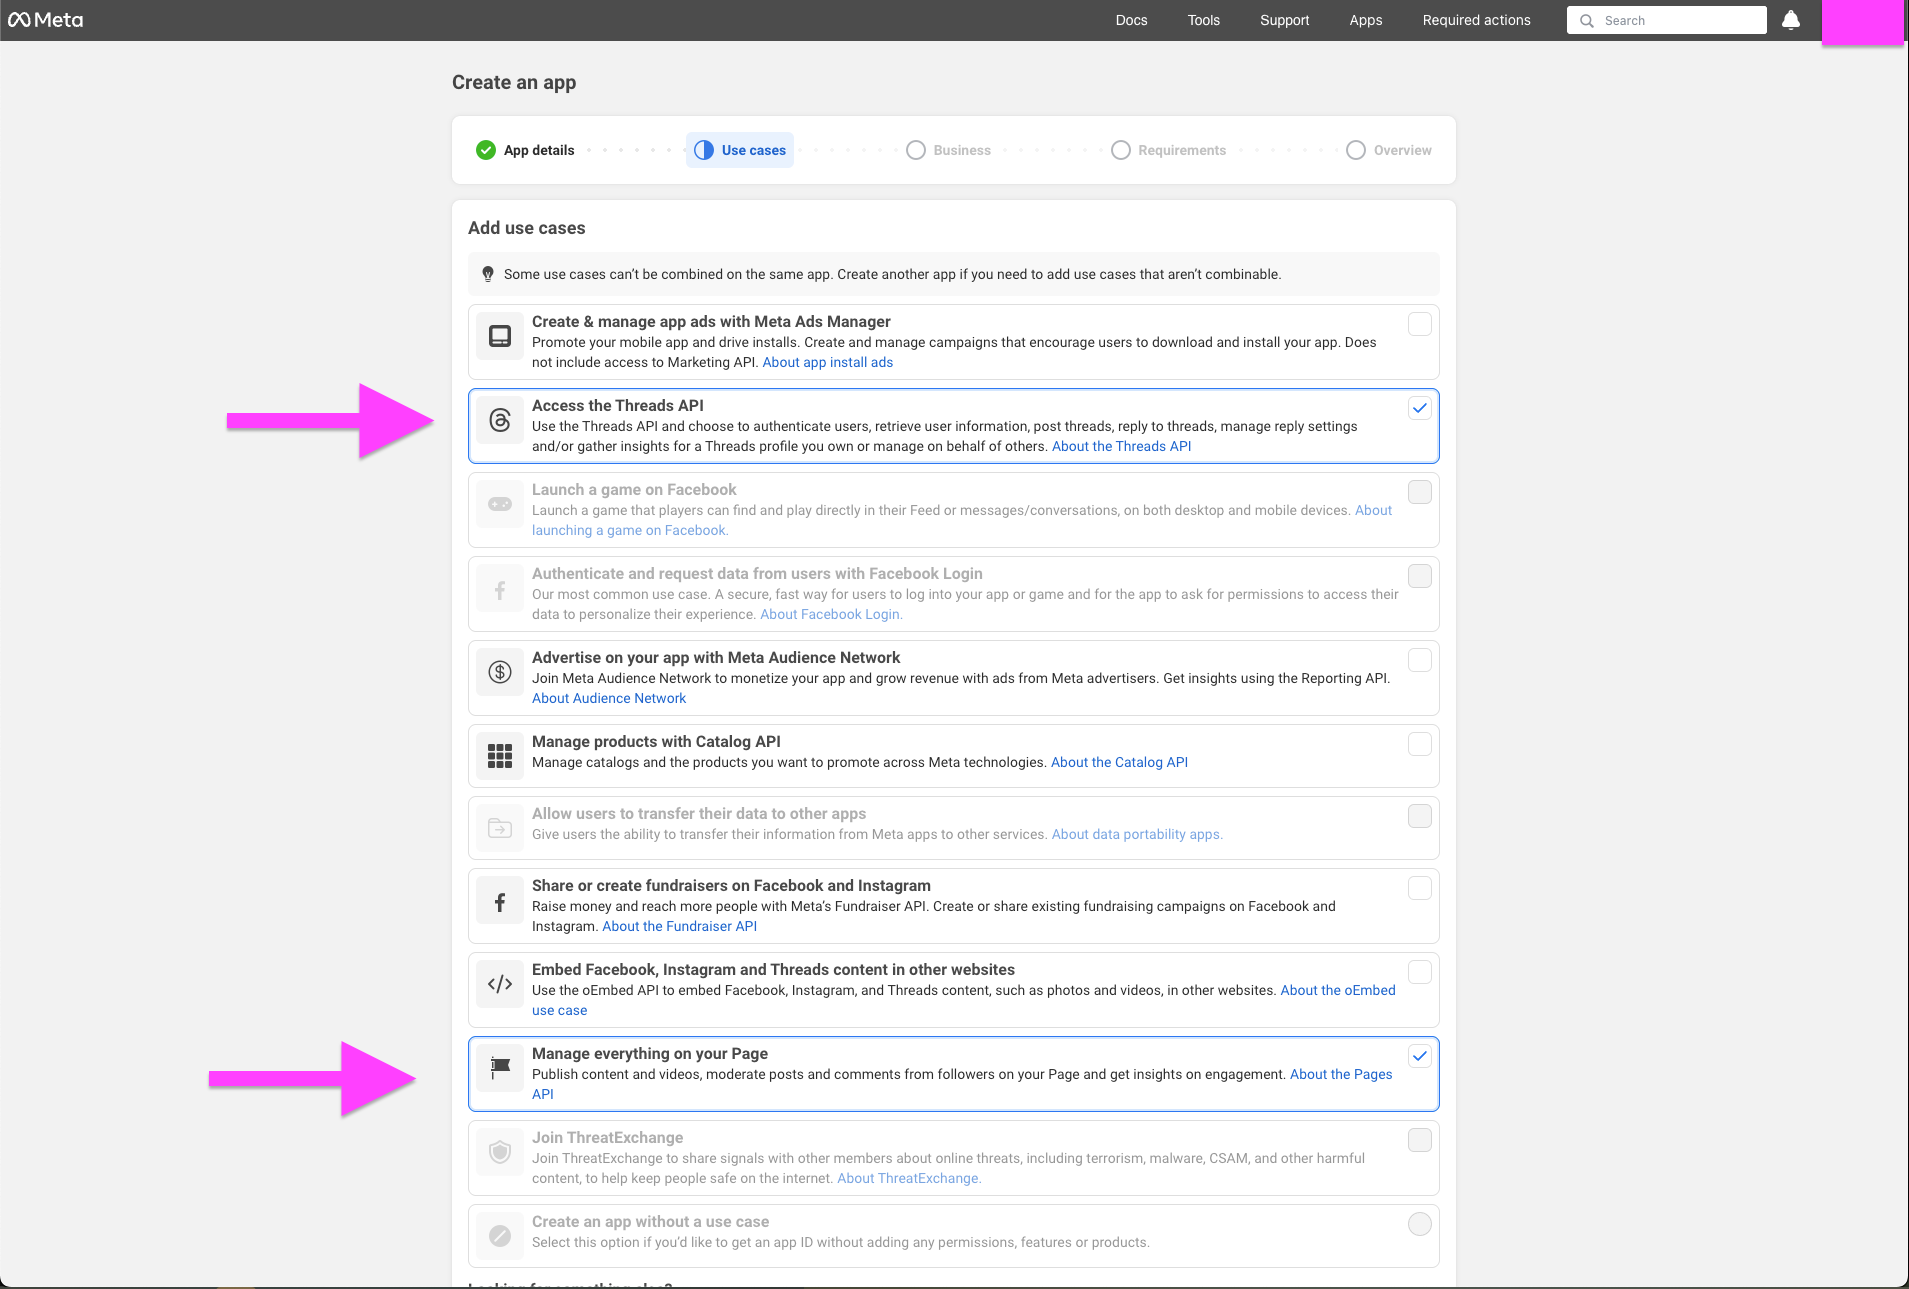 Meta
Docs
Tools
Support
Apps
Required actions
Search
Create an app
App details
Use cases
Business
Requirements
Overview
Add use cases
Some use cases can’t be combined on the same app. Create another app if you need to add use cases that aren’t combinable.
Create & manage app ads with Meta Ads Manager
Promote your mobile app and drive installs. Create and manage campaigns that encourage users to download and install your app. Does
not include access to Marketing API. About app install ads
Access the Threads API
Use the Threads API and choose to authenticate users, retrieve user information, post threads, reply to threads, manage reply settings
and/or gather insights for a Threads profile you own or manage on behalf of others. About the Threads API
Launch a game on Facebook
Launch a game that players can find and play directly in their Feed or messages/conversations, on both desktop and mobile devices. About
launching a game on Facebook.
Authenticate and request data from users with Facebook Login
Our most common use case. A secure, fast way for users to log into your app or game and for the app to ask for permissions to access their
data to personalize their experience. About Facebook Login.
Advertise on your app with Meta Audience Network
Join Meta Audience Network to monetize your app and grow revenue with ads from Meta advertisers. Get insights using the Reporting API.
About Audience Network
Manage products with Catalog API
Manage catalogs and the products you want to promote across Meta technologies. About the Catalog API
Allow users to transfer their data to other apps
Give users the ability to transfer their information from Meta apps to other services. About data portability apps.
Share or create fundraisers on Facebook and Instagram
Raise money and reach more people with Meta’s Fundraiser API. Create or share existing fundraising campaigns on Facebook and
Instagram. About the Fundraiser API
Embed Facebook, Instagram and Threads content in other websites
Use the oEmbed API to embed Facebook, Instagram, and Threads content, such as photos and videos, in other websites. About the oEmbed
use case
Manage everything on your Page
Publish content and videos, moderate posts and comments from followers on your Page and get insights on engagement. About the Pages
API
Join ThreatExchange
Join ThreatExchange to share signals with other members about online threats, including terrorism, malware, CSAM, and other harmful
content, to help keep people safe on the internet. About ThreatExchange.
Create an app without a use case
Select this option if you’d like to get an app ID without adding any permissions, features or products.
Looking for something else?